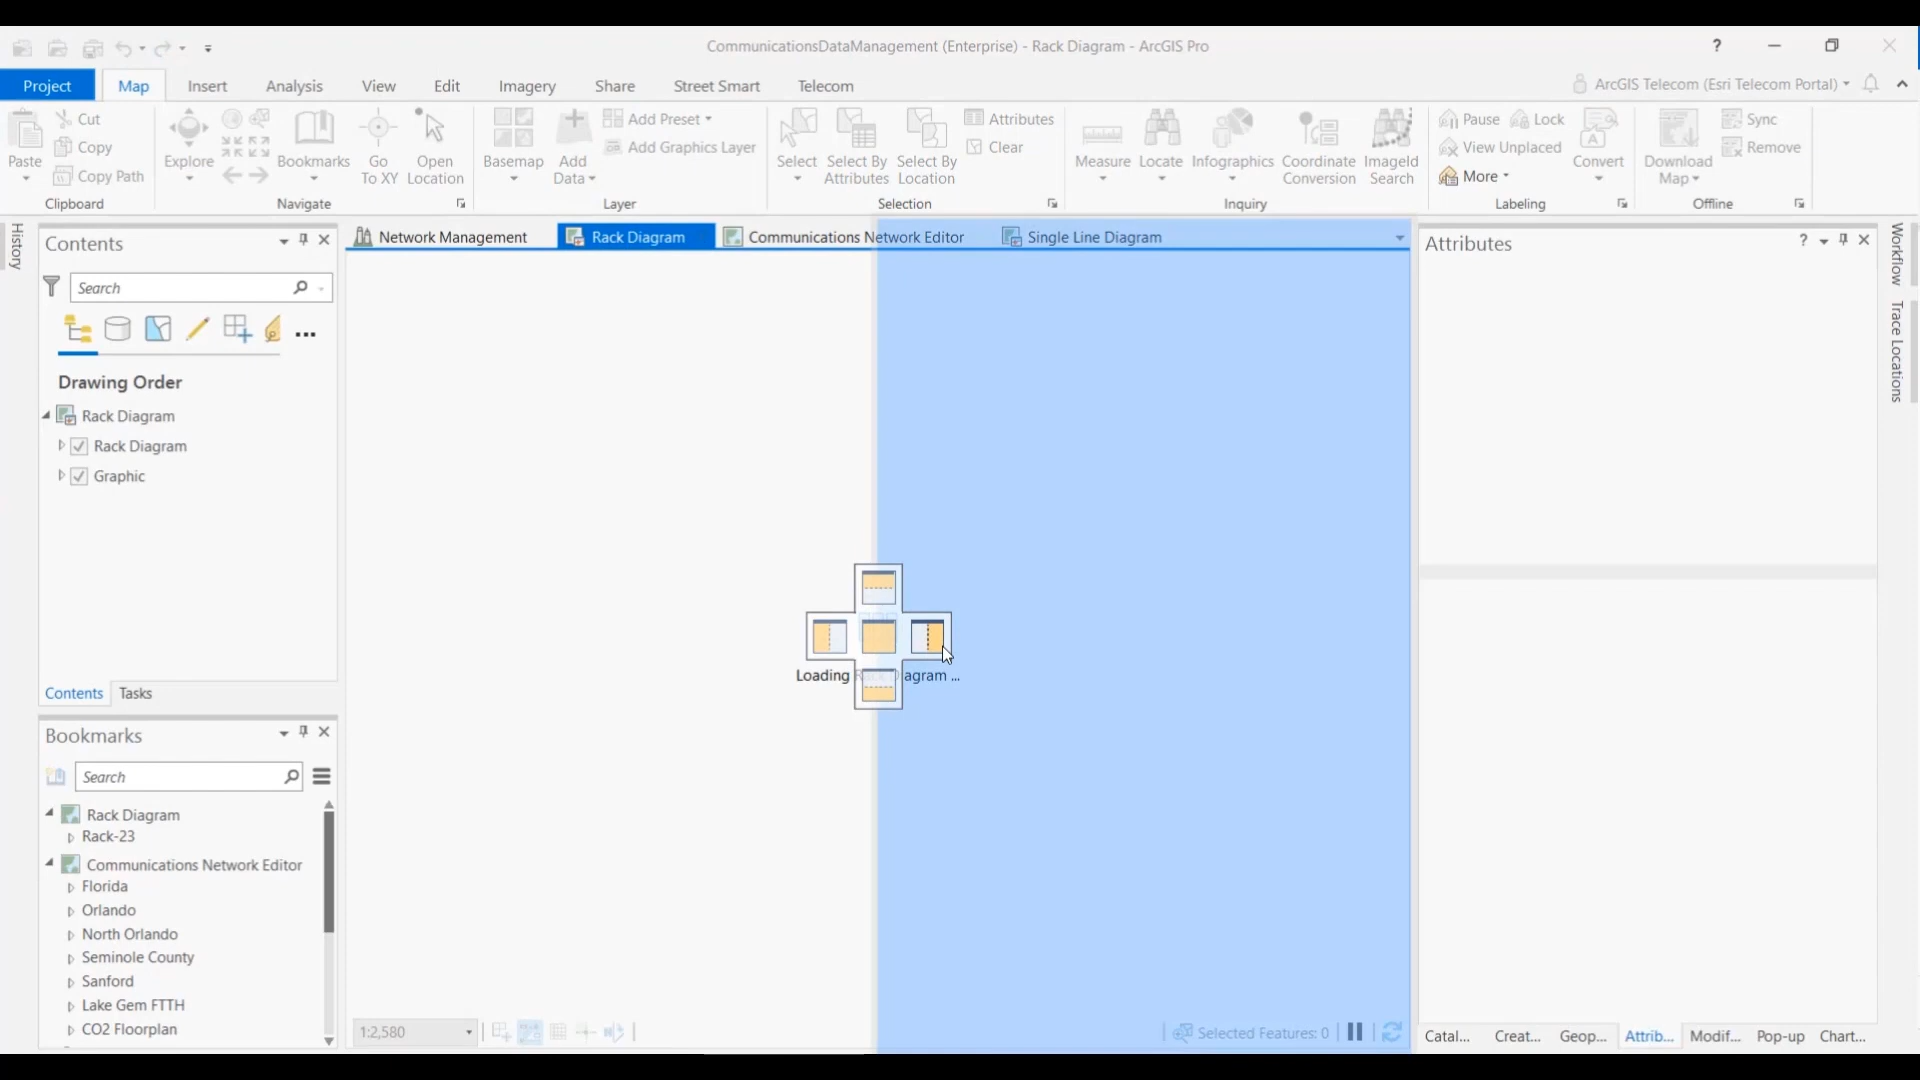 CommunicationsDataManagement (Enterprise) - Rack Diagram - ArcGIS Pro
?
Project Map Insert Analysis View Edit Imagery Share Street Smart Telecom
ArcGIS Telecom (Esri Telecom Portal)
Paste
Cut
Copy
Copy Path
Clipboard
Explore
Bookmarks
Go To XY
Open Location
Navigate
Basemap
Add Data
Add Preset
Add Graphics Layer
Layer
Select
Select By Attributes
Select By Location
Attributes
Clear
Selection
Measure
Locate
Infographics
Coordinate Conversion
ImageId Search
Inquiry
Pause
Lock
View Unplaced
More
Convert
Labeling
Download Map
Sync
Remove
Offline
History
Contents
Search
Drawing Order
Rack Diagram
Rack Diagram
Graphic
Contents Tasks
Bookmarks
Search
Rack Diagram
Rack-23
Communications Network Editor
Florida
Orlando
North Orlando
Seminole County
Sanford
Lake Gem FTTH
CO2 Floorplan
Network Management Rack Diagram Communications Network Editor Single Line Diagram
Loading agram ...
1:2,580
Selected Features: 0
Attributes
?
Catal... Creat... Geop... Attrib... Modif... Pop-up Chart...
Workflow
Trace Locations